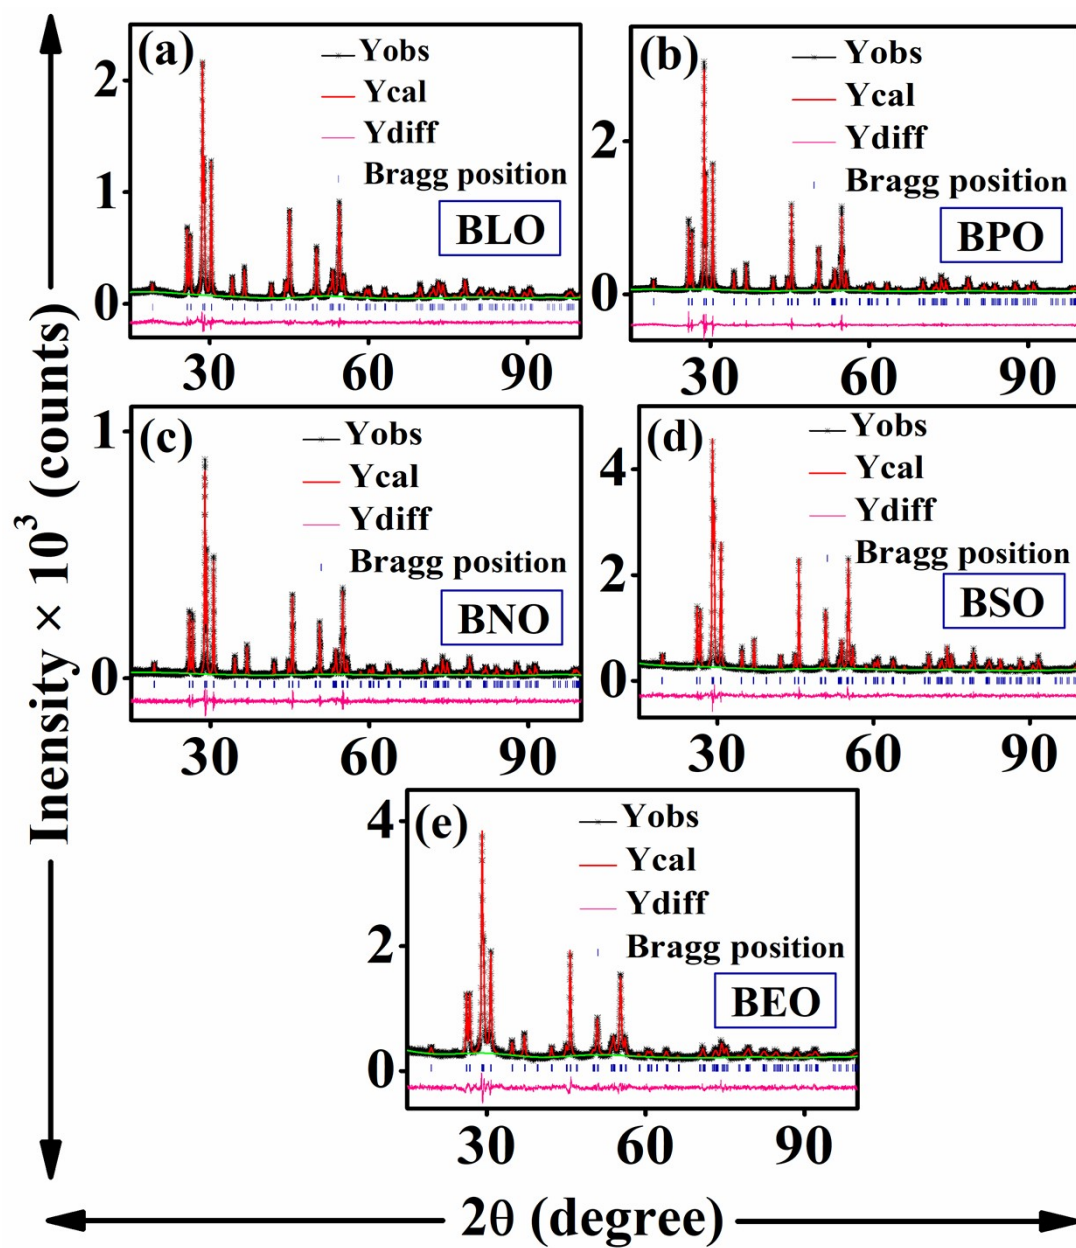 Inensity × 10³ (counts)
(a)
Yobs
Ycal
Ydiff
Bragg position
BLO
2
1
0
30 60 90
(b)
Yobs
Ycal
Ydiff
Bragg position
BPO
2
0
30 60 90
(c)
Yobs
Ycal
Ydiff
Bragg position
BNO
1
0
30 60 90
(d)
Yobs
Ycal
Ydiff
Bragg position
BSO
4
2
0
30 60 90
(e)
Yobs
Ycal
Ydiff
Bragg position
BEO
4
2
0
30 60 90
2θ (degree)